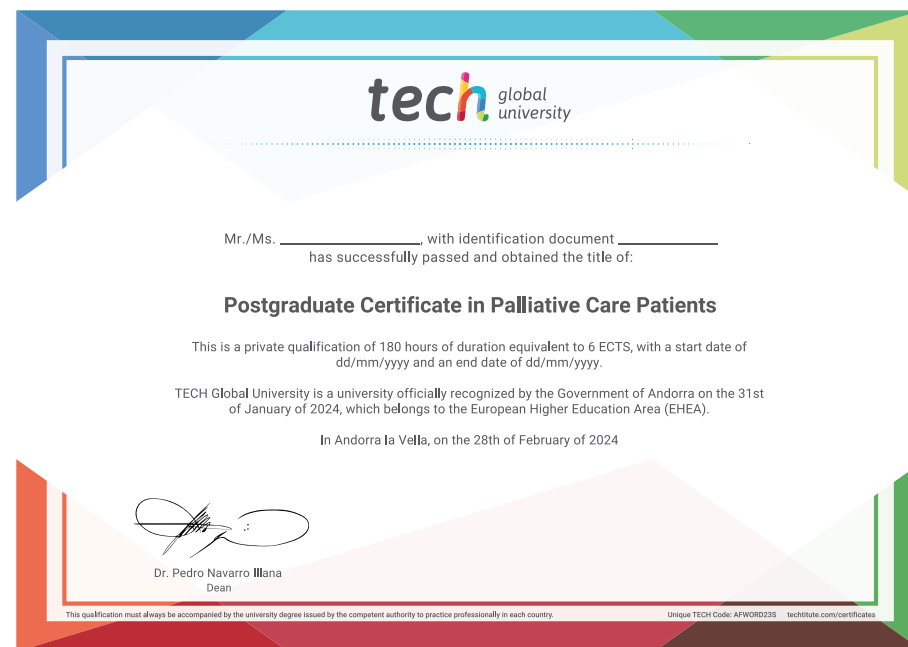 tech global university
Mr./Ms. ____________________, with identification document ______________
has successfully passed and obtained the title of:
Postgraduate Certificate in Palliative Care Patients
This is a private qualification of 180 hours of duration equivalent to 6 ECTS, with a start date of
dd/mm/yyyy and an end date of dd/mm/yyyy.
TECH Global University is a university officially recognized by the Government of Andorra on the 31st
of January of 2024, which belongs to the European Higher Education Area (EHEA).
In Andorra la Vella, on the 28th of February of 2024
Dr. Pedro Navarro Illana
Dean
This qualification must always be accompanied by the university degree issued by the competent authority to practice professionally in each country.
Unique TECH Code: AFWORD23S techtitute.com/certificates